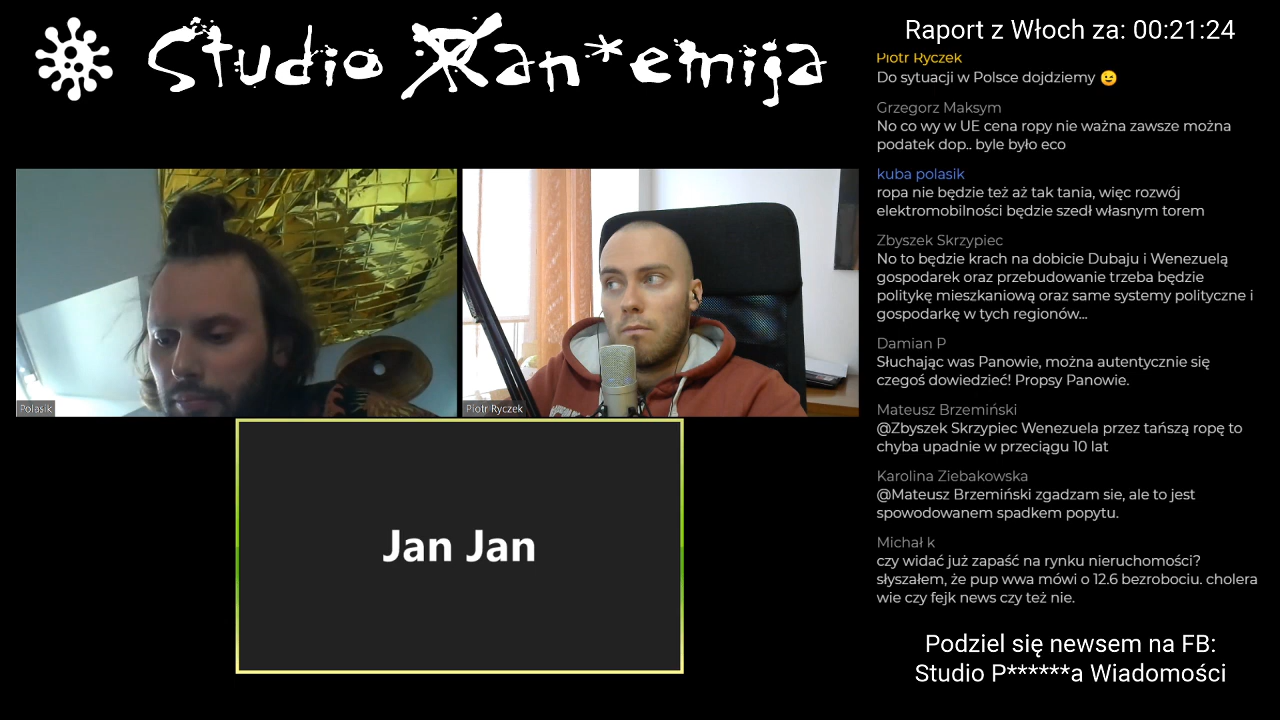 Studio Pan*emija
Raport z Włoch za: 00:21:24
Piotr Ryczek
Do sytuacji w Polsce dojdziemy 😉
Grzegorz Maksym
No co wy w UE cena ropy nie ważna zawsze można
podatek dop.. byle było eco
kuba polasik
ropa nie będzie też aż tak tania, więc rozwój
elektromobilności będzie szedł własnym torem
Zbyszek Skrzypiec
No to będzie krach na dobicie Dubaju i Wenezuelą
gospodarek oraz przebudowanie trzeba będzie
politykę mieszkaniową oraz same systemy polityczne i
gospodarkę w tych regionów...
Damian P
Słuchając was Panowie, można autentycznie się
czegoś dowiedzieć! Propsy Panowie.
Mateusz Brzemiński
@Zbyszek Skrzypiec Wenezuela przez tańszą ropę to
chyba upadnie w przeciągu 10 lat
Karolina Ziebakowska
@Mateusz Brzemiński zgadzam sie, ale to jest
spowodowanem spadkem popytu.
Michał k
czy widać już zapaść na rynku nieruchomości?
słyszałem, że pup wwa mówi o 12.6 bezrobociu. cholera
wie czy fejk news czy też nie.
Polasik
Piotr Ryczek
Jan Jan
Podziel się newsem na FB:
Studio P******a Wiadomości